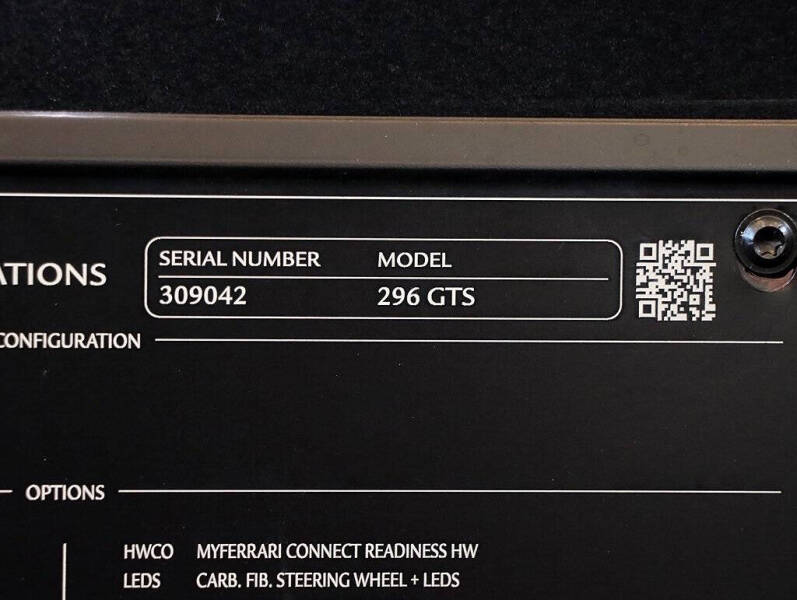 ATIONS
SERIAL NUMBER MODEL
309042 296 GTS
CONFIGURATION
OPTIONS
HWCO MYFERRARI CONNECT READINESS HW
LEDS CARB. FIB. STEERING WHEEL + LEDS